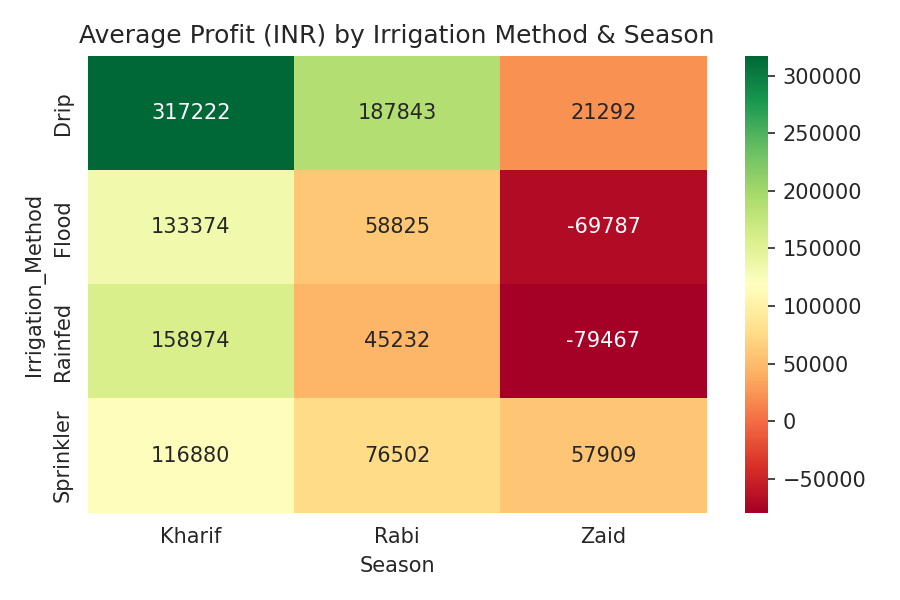 Average Profit (INR) by Irrigation Method & Season
Irrigation_Method
Drip
317222 187843 21292
Flood
133374 58825 -69787
Rainfed
158974 45232 -79467
Sprinkler
116880 76502 57909
Kharif Rabi Zaid
Season
300000
250000
200000
150000
100000
50000
0
−50000